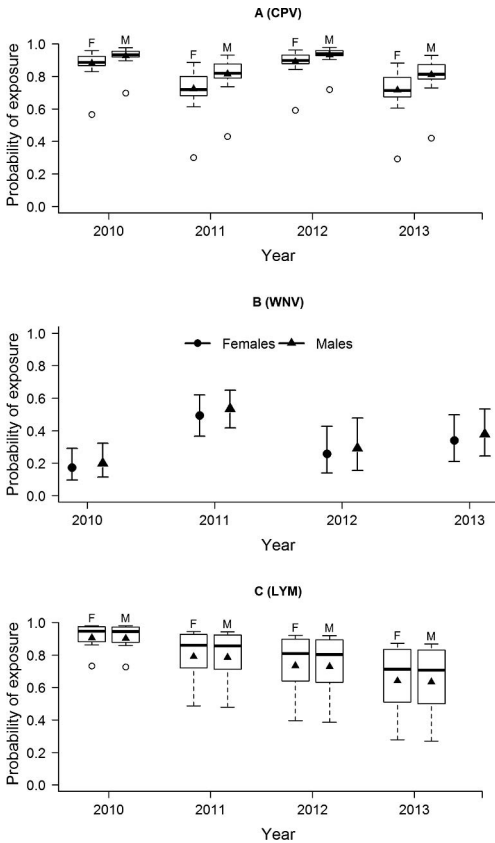 A (CPV)
Probability of exposure
1.0
0.8
0.6
0.4
0.2
0.0
F M F M F M F M
2010 2011 2012 2013
Year
B (WNV)
Probability of exposure
1.0
0.8
0.6
0.4
0.2
0.0
Females Males
2010 2011 2012 2013
Year
C (LYM)
Probability of exposure
1.0
0.8
0.6
0.4
0.2
0.0
F M F M F M F M
2010 2011 2012 2013
Year